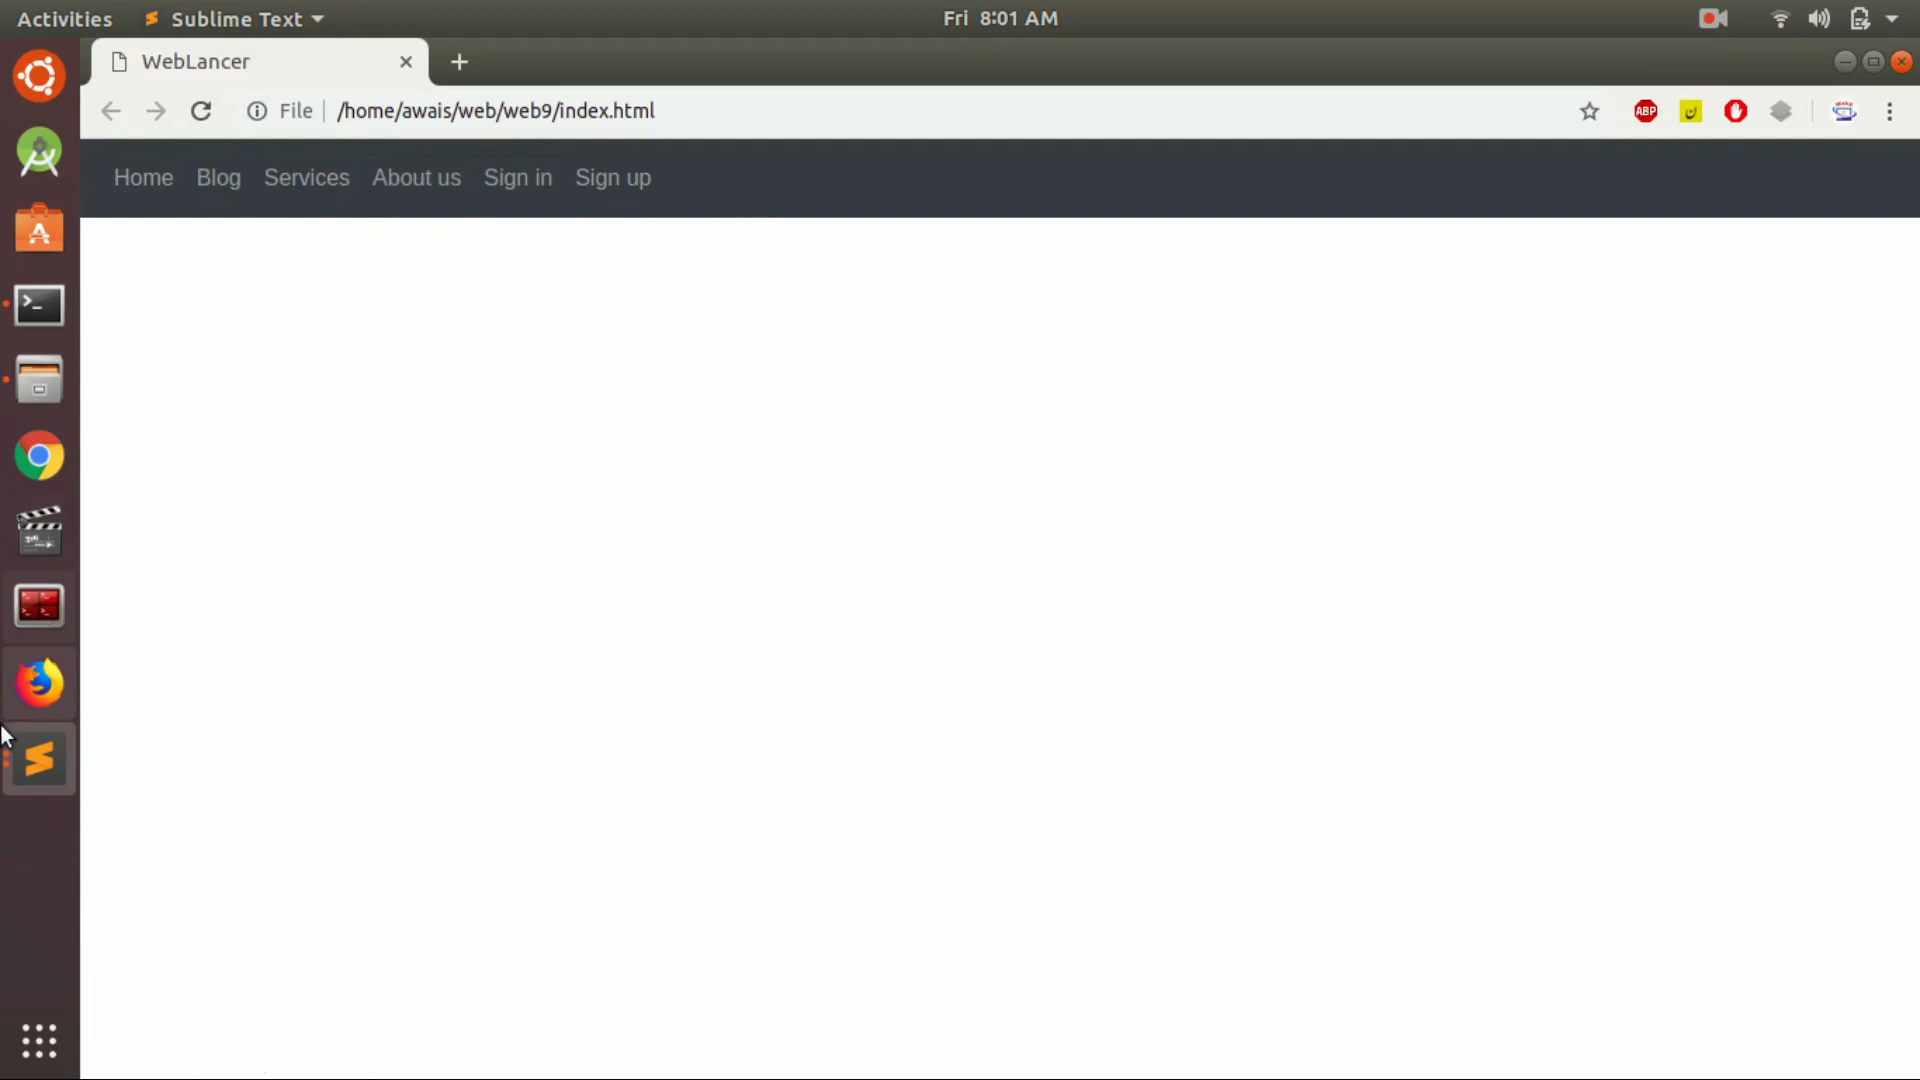 Activities Sublime Text Fri 8:01 AM
WebLancer
File /home/awais/web/web9/index.html ABP ن
Home Blog Services About us Sign in Sign up